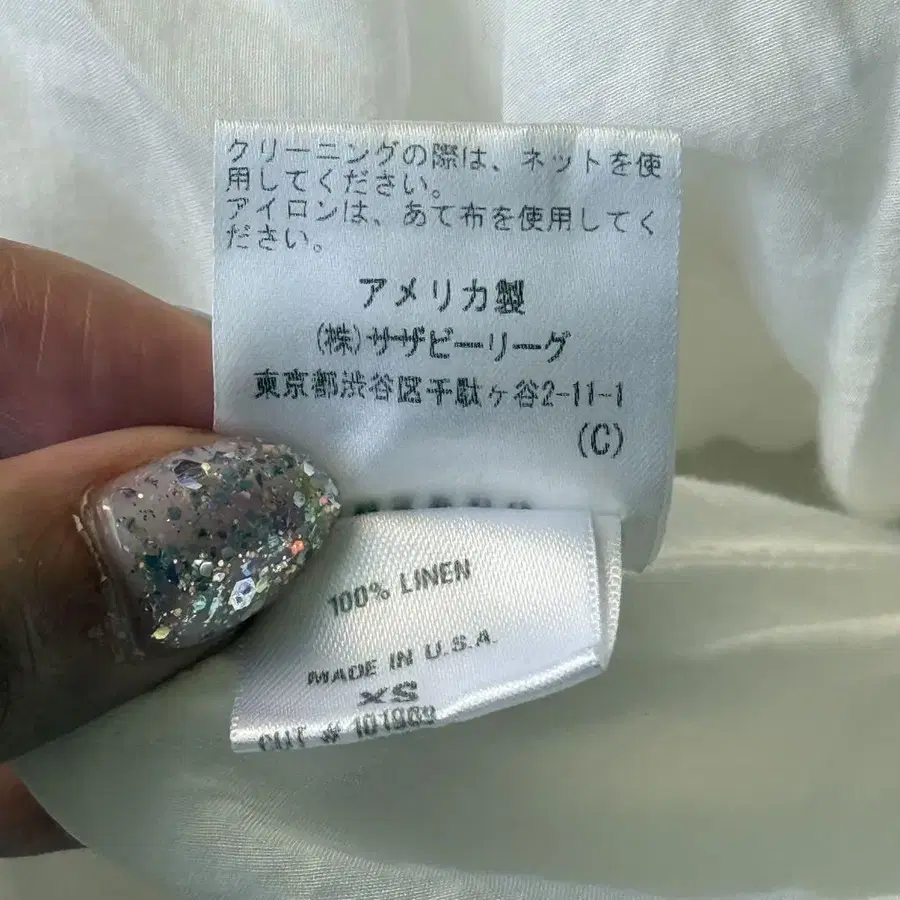 クリーニングの際は、ネットを使
用してください。
アイロンは、あて布を使用してく
ださい。
アメリカ製
(株)サザビーリーグ
東京都渋谷区千駄ヶ谷2-11-1
(C)
100% LINEN
MADE IN U.S.A.
XS
CUT #